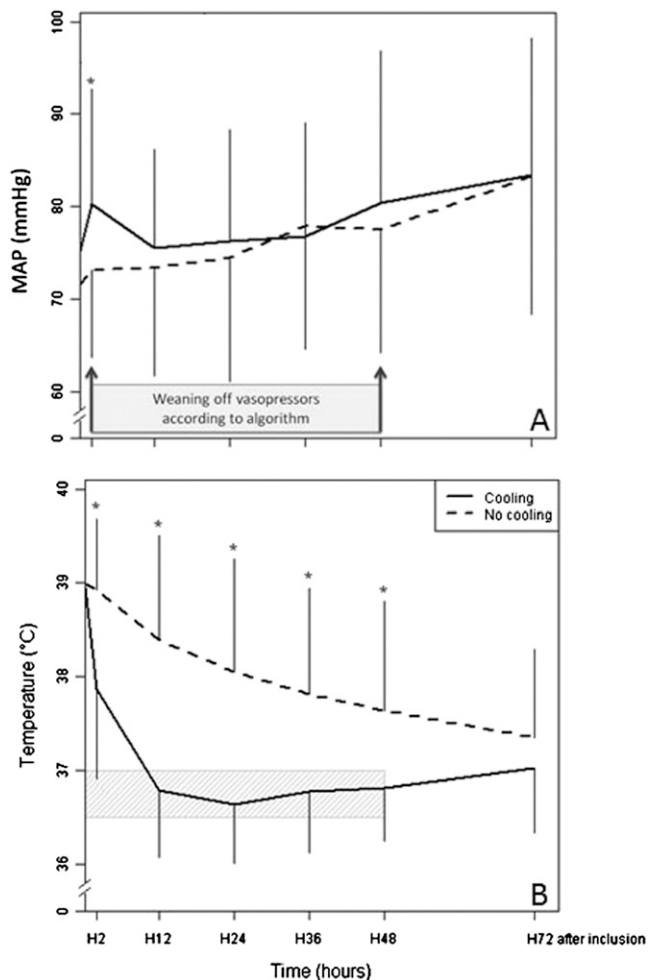 100
90
80
70
60
0
MAP (mmHg)
*
Weaning off vasopressors
according to algorithm
A
40
39
38
37
36
0
Temperature (°C)
Cooling
No cooling
*
*
*
*
*
B
H2 H12 H24 H36 H48 H72 after inclusion
Time (hours)